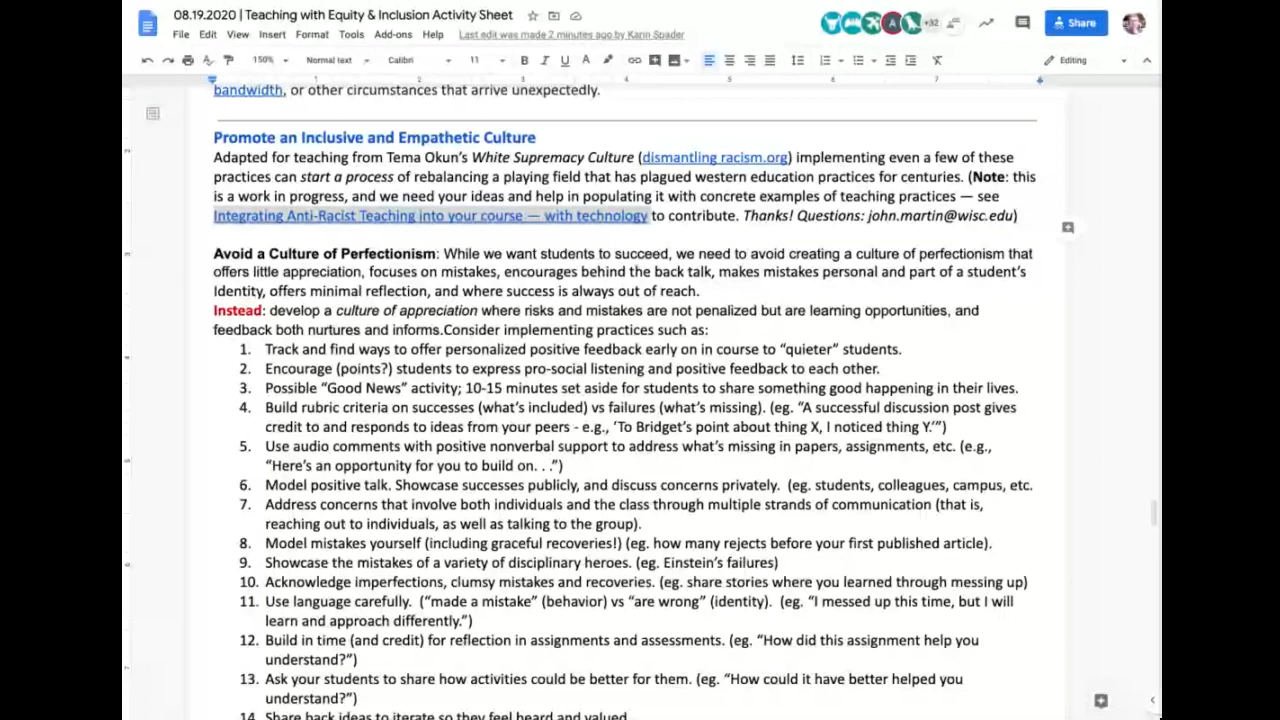 08.19.2020 | Teaching with Equity & Inclusion Activity Sheet
A
+32
Share
File Edit View Insert Format Tools Add-ons Help Last edit was made 2 minutes ago by Karin Spader
150% Normal text Calibri 11 B I U A Editing
1 2 3 4 5 6 7
bandwidth, or other circumstances that arrive unexpectedly.
Promote an Inclusive and Empathetic Culture
Adapted for teaching from Tema Okun’s White Supremacy Culture (dismantling racism.org) implementing even a few of these
practices can start a process of rebalancing a playing field that has plagued western education practices for centuries. (Note: this
is a work in progress, and we need your ideas and help in populating it with concrete examples of teaching practices — see
Integrating Anti-Racist Teaching into your course — with technology to contribute. Thanks! Questions: john.martin@wisc.edu)
Avoid a Culture of Perfectionism: While we want students to succeed, we need to avoid creating a culture of perfectionism that
offers little appreciation, focuses on mistakes, encourages behind the back talk, makes mistakes personal and part of a student’s
Identity, offers minimal reflection, and where success is always out of reach.
Instead: develop a culture of appreciation where risks and mistakes are not penalized but are learning opportunities, and
feedback both nurtures and informs.Consider implementing practices such as:
1. Track and find ways to offer personalized positive feedback early on in course to “quieter” students.
2. Encourage (points?) students to express pro-social listening and positive feedback to each other.
3. Possible “Good News” activity; 10-15 minutes set aside for students to share something good happening in their lives.
4. Build rubric criteria on successes (what’s included) vs failures (what’s missing). (eg. “A successful discussion post gives
credit to and responds to ideas from your peers - e.g., ‘To Bridget’s point about thing X, I noticed thing Y.’”)
5. Use audio comments with positive nonverbal support to address what’s missing in papers, assignments, etc. (e.g.,
“Here’s an opportunity for you to build on. . .”)
6. Model positive talk. Showcase successes publicly, and discuss concerns privately. (eg. students, colleagues, campus, etc.
7. Address concerns that involve both individuals and the class through multiple strands of communication (that is,
reaching out to individuals, as well as talking to the group).
8. Model mistakes yourself (including graceful recoveries!) (eg. how many rejects before your first published article).
9. Showcase the mistakes of a variety of disciplinary heroes. (eg. Einstein’s failures)
10. Acknowledge imperfections, clumsy mistakes and recoveries. (eg. share stories where you learned through messing up)
11. Use language carefully. (“made a mistake” (behavior) vs “are wrong” (identity). (eg. “I messed up this time, but I will
learn and approach differently.”)
12. Build in time (and credit) for reflection in assignments and assessments. (eg. “How did this assignment help you
understand?”)
13. Ask your students to share how activities could be better for them. (eg. “How could it have better helped you
understand?”)
14. Share back ideas to iterate so they feel heard and valued